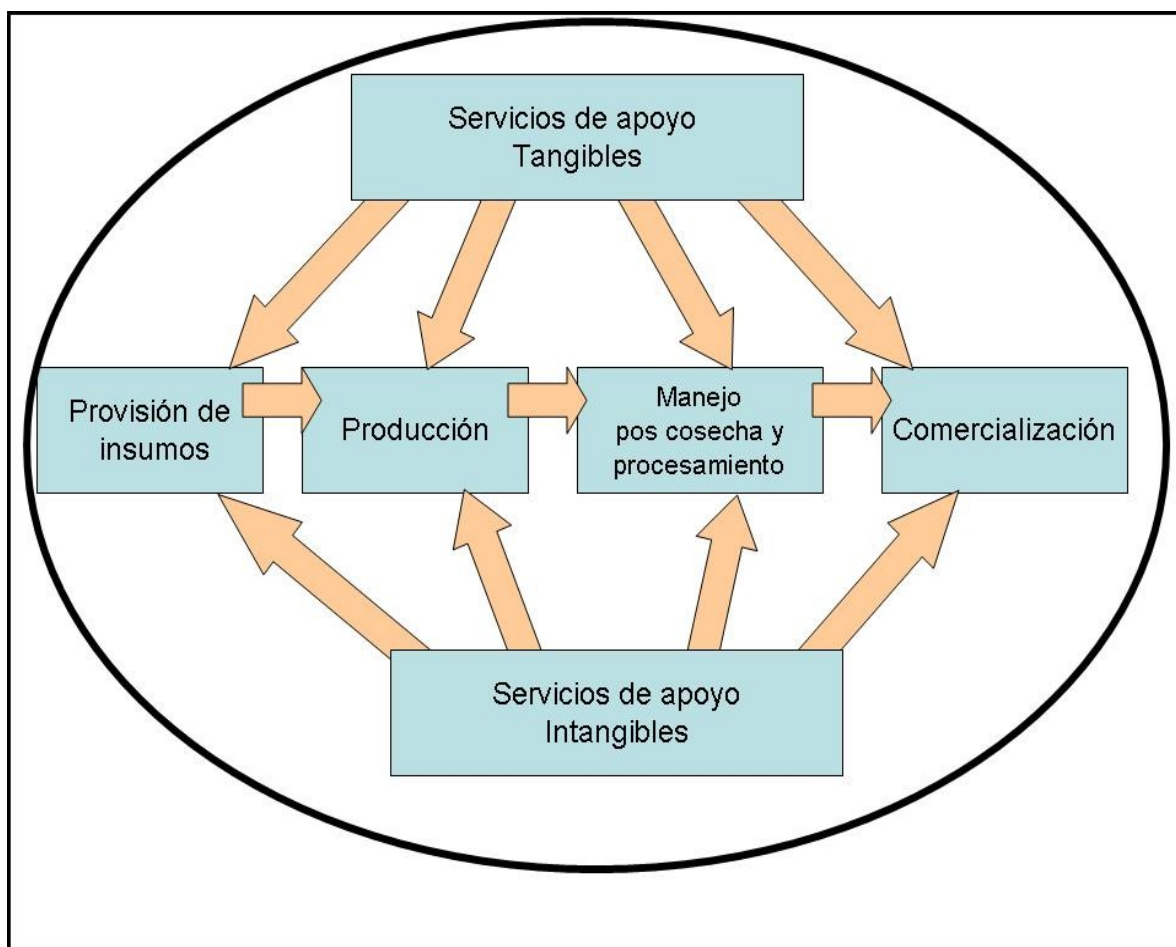 Servicios de apoyo
Tangibles
Provisión de
insumos
Producción
Manejo
pos cosecha y
procesamiento
Comercialización
Servicios de apoyo
Intangibles